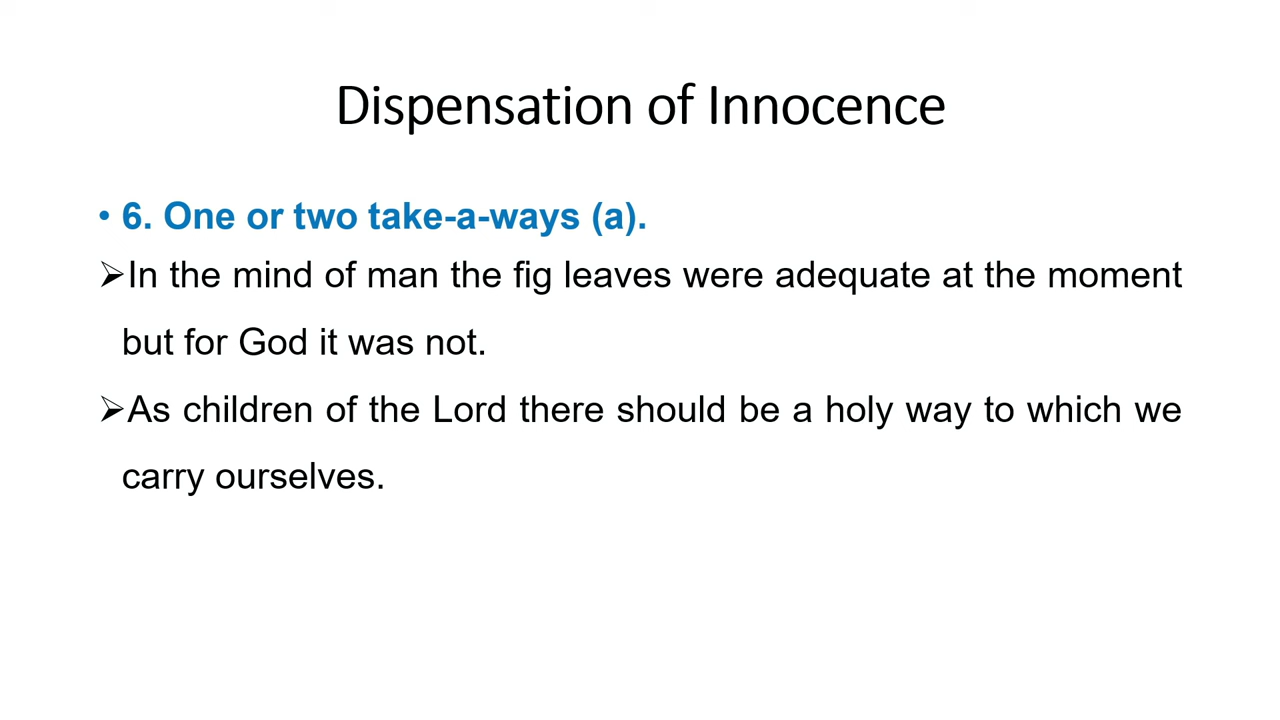 Dispensation of Innocence
• 6. One or two take-a-ways (a).
➢In the mind of man the fig leaves were adequate at the moment
but for God it was not.
➢As children of the Lord there should be a holy way to which we
carry ourselves.